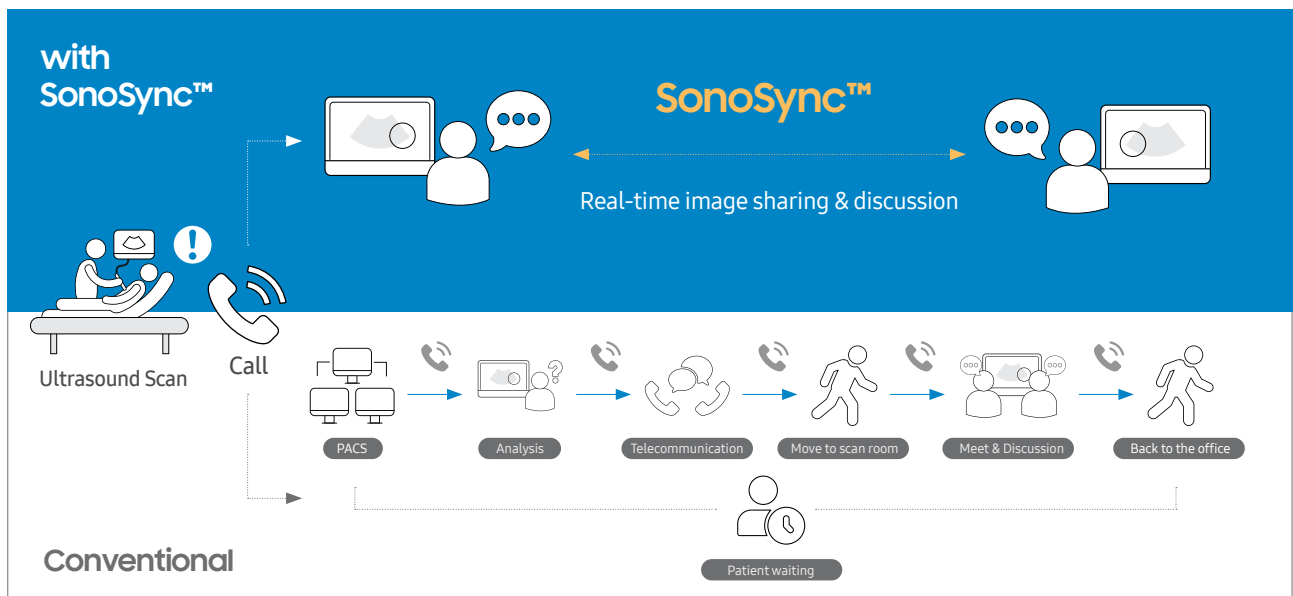 with
SonoSync™
SonoSync™
Real-time image sharing & discussion
Ultrasound Scan
Call
PACS
Analysis
Telecommunication
Move to scan room
Meet & Discussion
Back to the office
Patient waiting
Conventional